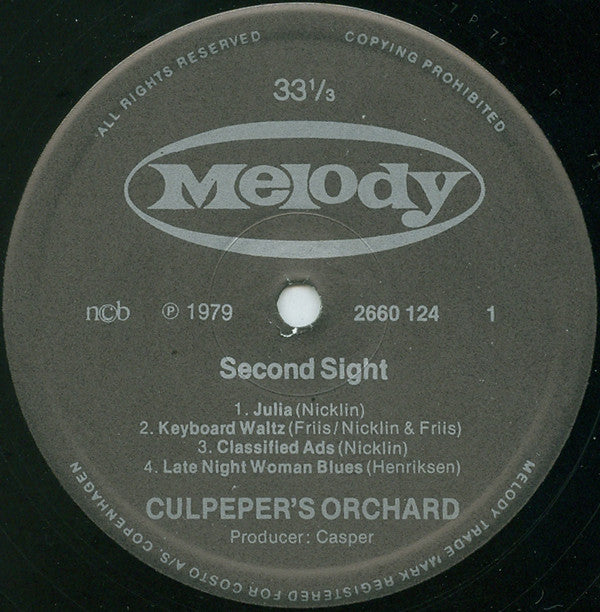 ALL RIGHTS RESERVED COPYING PROHIBITED
33⅓
Melody
n©b ℗ 1979 2660 124 1
Second Sight
1. Julia (Nicklin)
2. Keyboard Waltz (Friis/Nicklin & Friis)
3. Classified Ads (Nicklin)
4. Late Night Woman Blues (Henriksen)
CULPEPER'S ORCHARD
Producer: Casper
MELODY TRADE MARK REGISTERED FOR COSTO A/S, COPENHAGEN